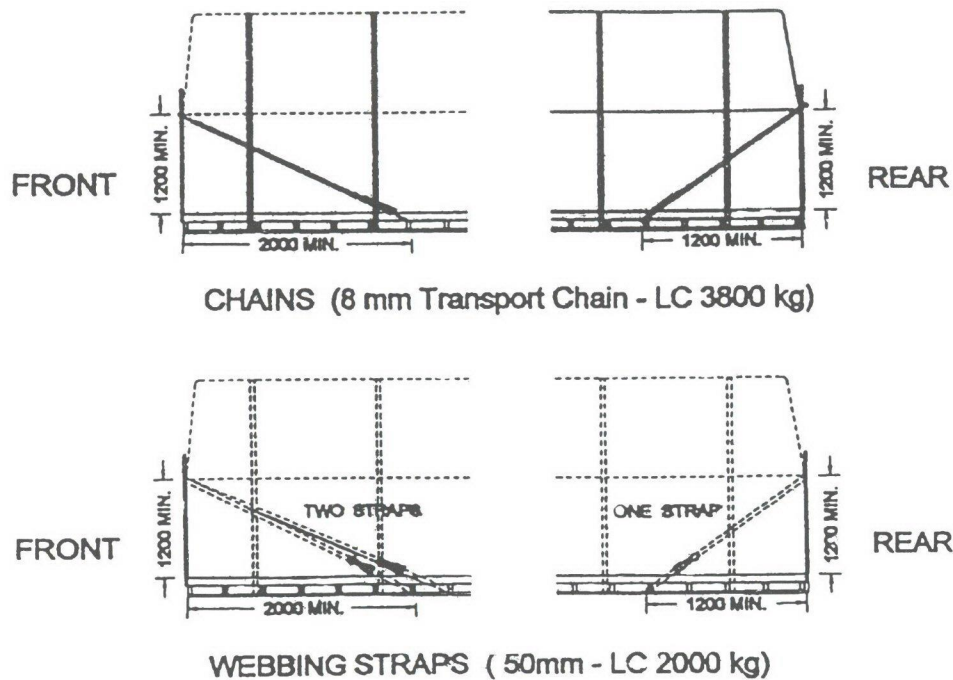 1200 MIN.
1200 MIN.
FRONT
REAR
2000 MIN.
1200 MIN.
CHAINS (8 mm Transport Chain - LC 3800 kg)
TWO STRAPS
ONE STRAP
1200 MIN.
1200 MIN.
FRONT
REAR
2000 MIN.
1200 MIN.
WEBBING STRAPS ( 50mm - LC 2000 kg)